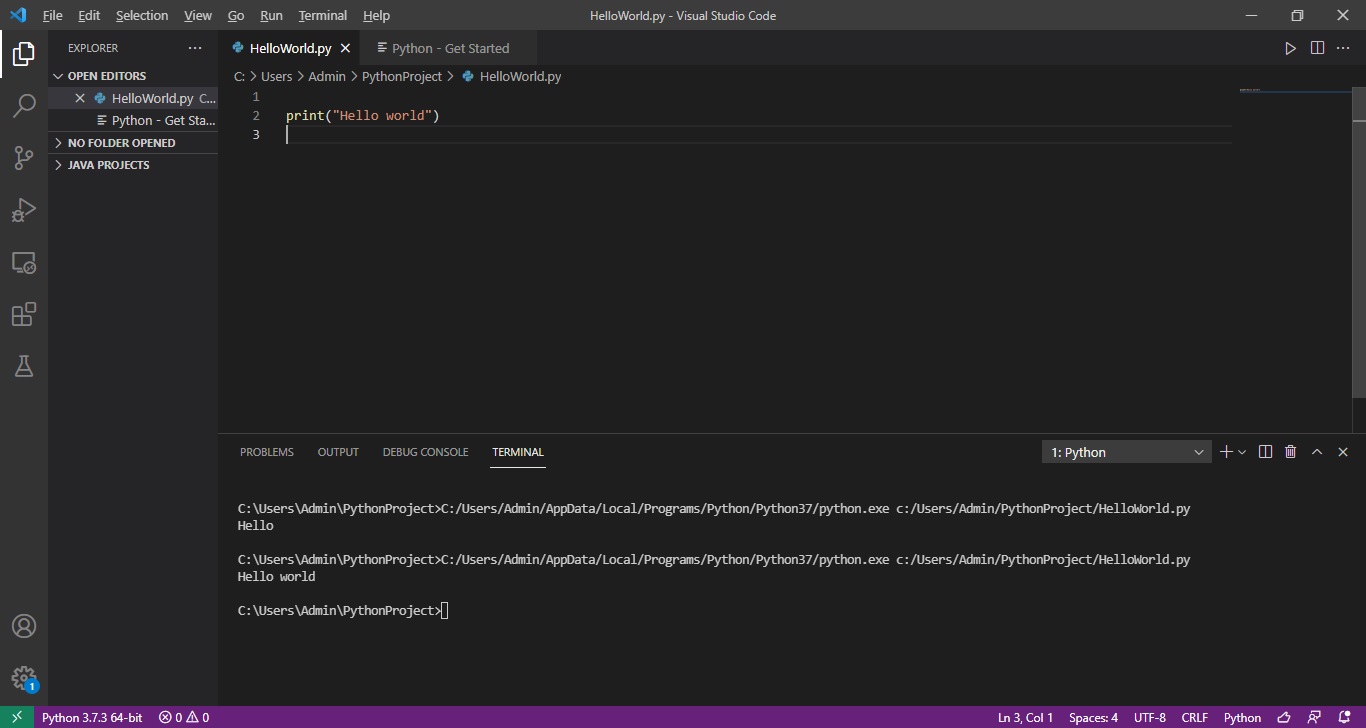 File Edit Selection View Go Run Terminal Help HelloWorld.py - Visual Studio Code
EXPLORER
OPEN EDITORS
HelloWorld.py C...
Python - Get Sta...
NO FOLDER OPENED
JAVA PROJECTS
HelloWorld.py Python - Get Started
C: > Users > Admin > PythonProject > HelloWorld.py
1
2 print("Hello world")
3
PROBLEMS OUTPUT DEBUG CONSOLE TERMINAL 1: Python
C:\Users\Admin\PythonProject>C:/Users/Admin/AppData/Local/Programs/Python/Python37/python.exe c:/Users/Admin/PythonProject/HelloWorld.py
Hello
C:\Users\Admin\PythonProject>C:/Users/Admin/AppData/Local/Programs/Python/Python37/python.exe c:/Users/Admin/PythonProject/HelloWorld.py
Hello world
C:\Users\Admin\PythonProject>
1
Python 3.7.3 64-bit 0 0 Ln 3, Col 1 Spaces: 4 UTF-8 CRLF Python